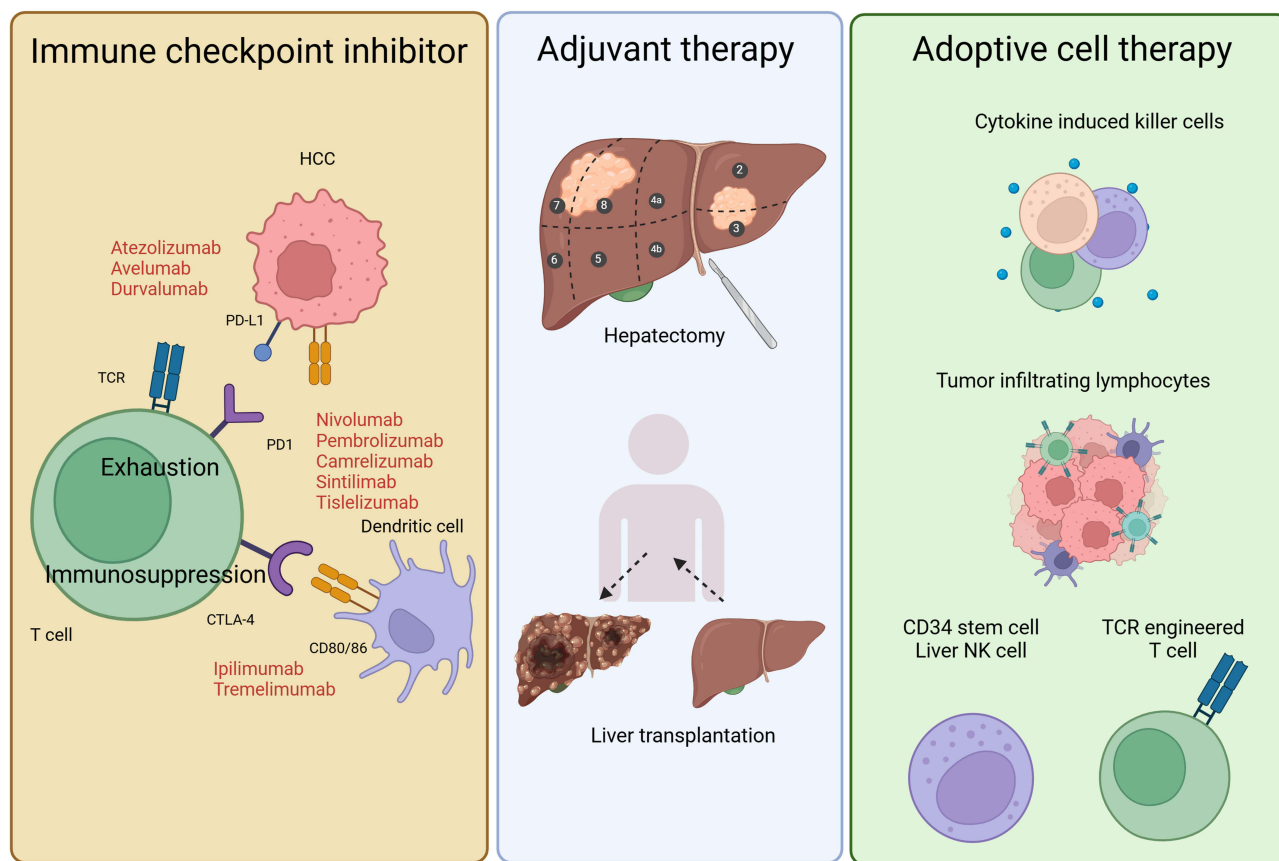 Immune checkpoint inhibitor
HCC
Atezolizumab
Avelumab
Durvalumab
PD-L1
TCR
Nivolumab
Pembrolizumab
Camrelizumab
Sintilimab
Tislelizumab
PD1
Exhaustion
Dendritic cell
Immunosuppression
CTLA-4
T cell
CD80/86
Ipilimumab
Tremelimumab
Adjuvant therapy
2
7
8
4a
3
6
5
4b
Hepatectomy
Liver transplantation
Adoptive cell therapy
Cytokine induced killer cells
Tumor infiltrating lymphocytes
CD34 stem cell
Liver NK cell
TCR engineered
T cell